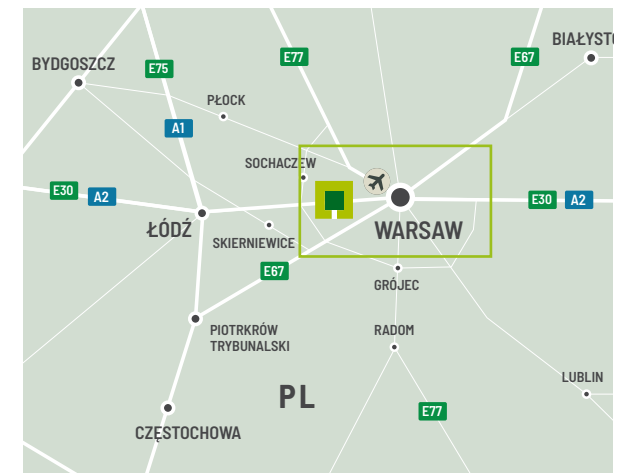 BIAŁYSTO
BYDGOSZCZ
E75
E77
E67
PŁOCK
A1
SOCHACZEW
E30
A2
E30
A2
ŁÓDŹ
SKIERNIEWICE
WARSAW
E67
GRÓJEC
PIOTRKRÓW
TRYBUNALSKI
RADOM
LUBLIN
PL
E77
CZĘSTOCHOWA